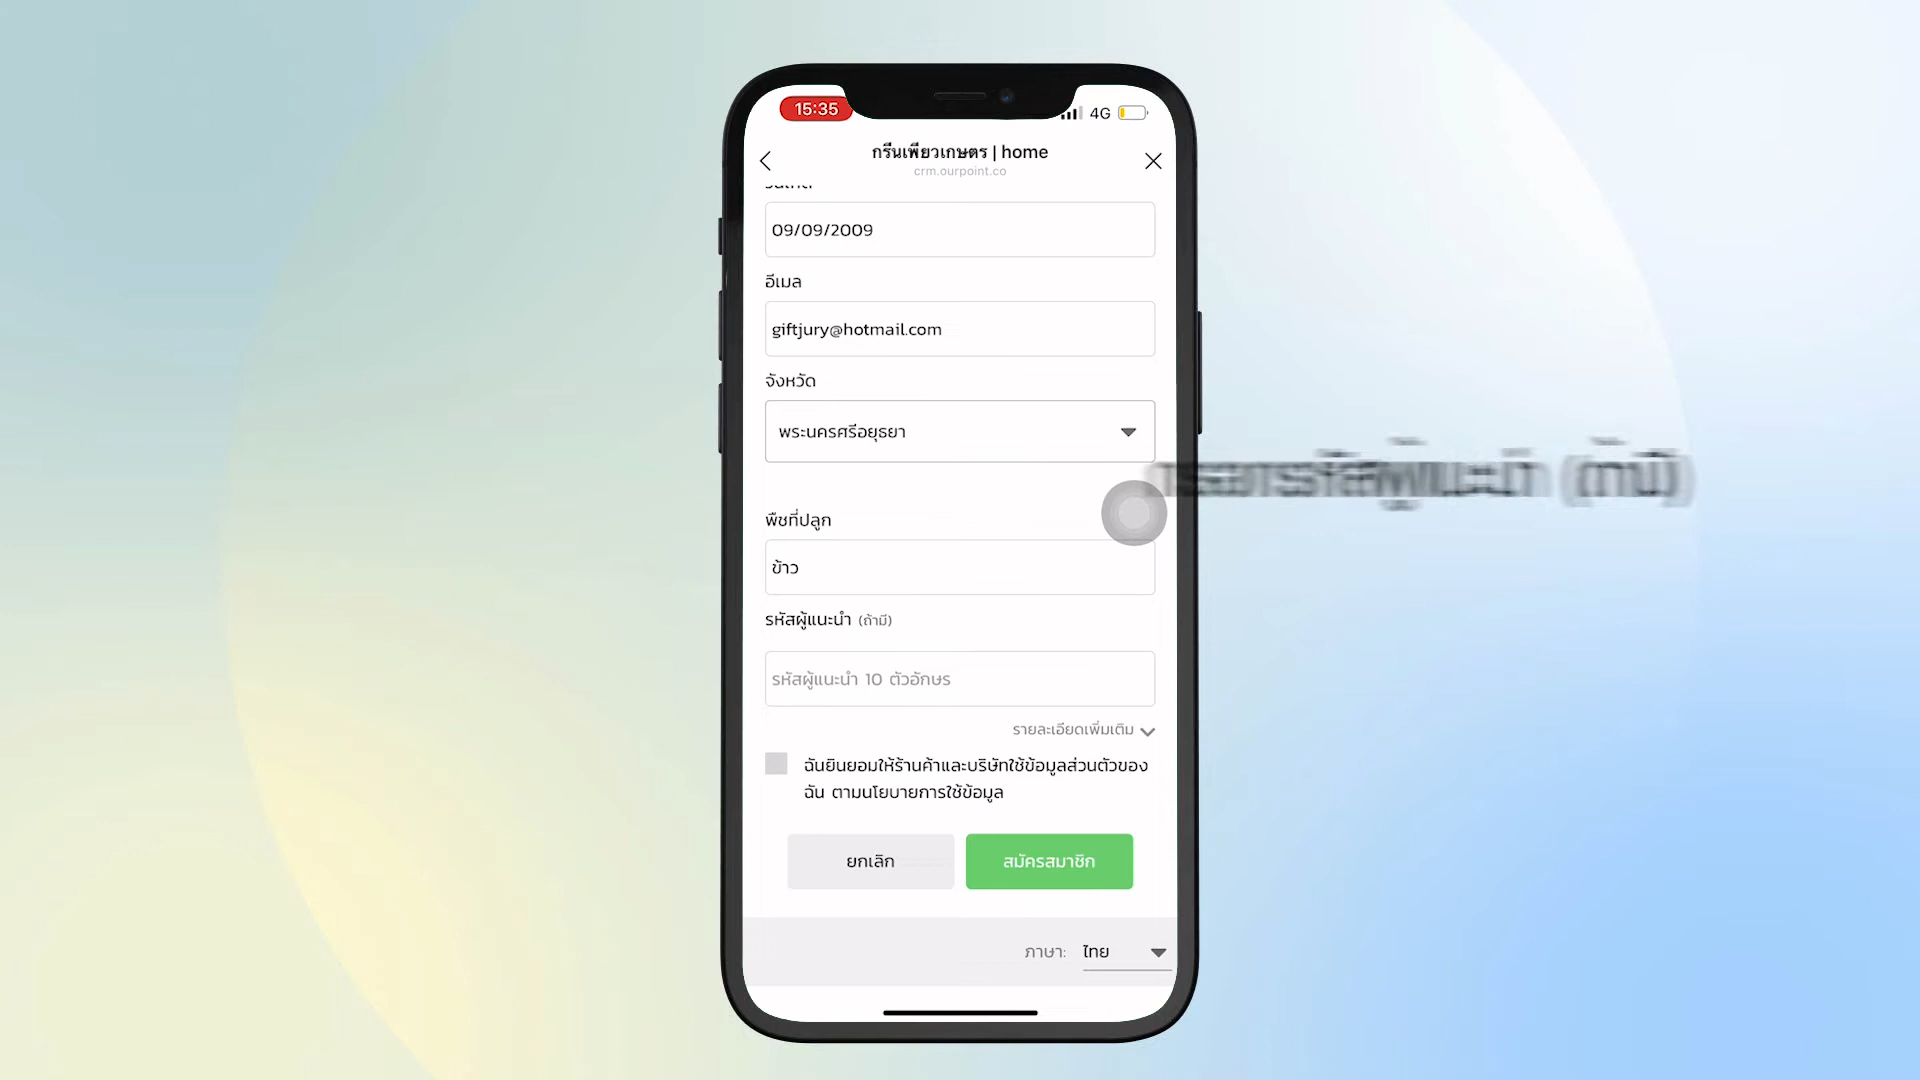 15:35
4G
กรีนเพียวเกษตร | home
crm.ourpoint.co
09/09/2009
อีเมล
giftjury@hotmail.com
จังหวัด
พระนครศรีอยุธยา
พืชที่ปลูก
ข้าว
รหัสผู้แนะนำ (ถ้ามี)
รหัสผู้แนะนำ 10 ตัวอักษร
รายละเอียดเพิ่มเติม
ฉันยินยอมให้ร้านค้าและบริษัทใช้ข้อมูลส่วนตัวของ
ฉัน ตามนโยบายการใช้ข้อมูล
ยกเลิก
สมัครสมาชิก
ภาษา:
ไทย